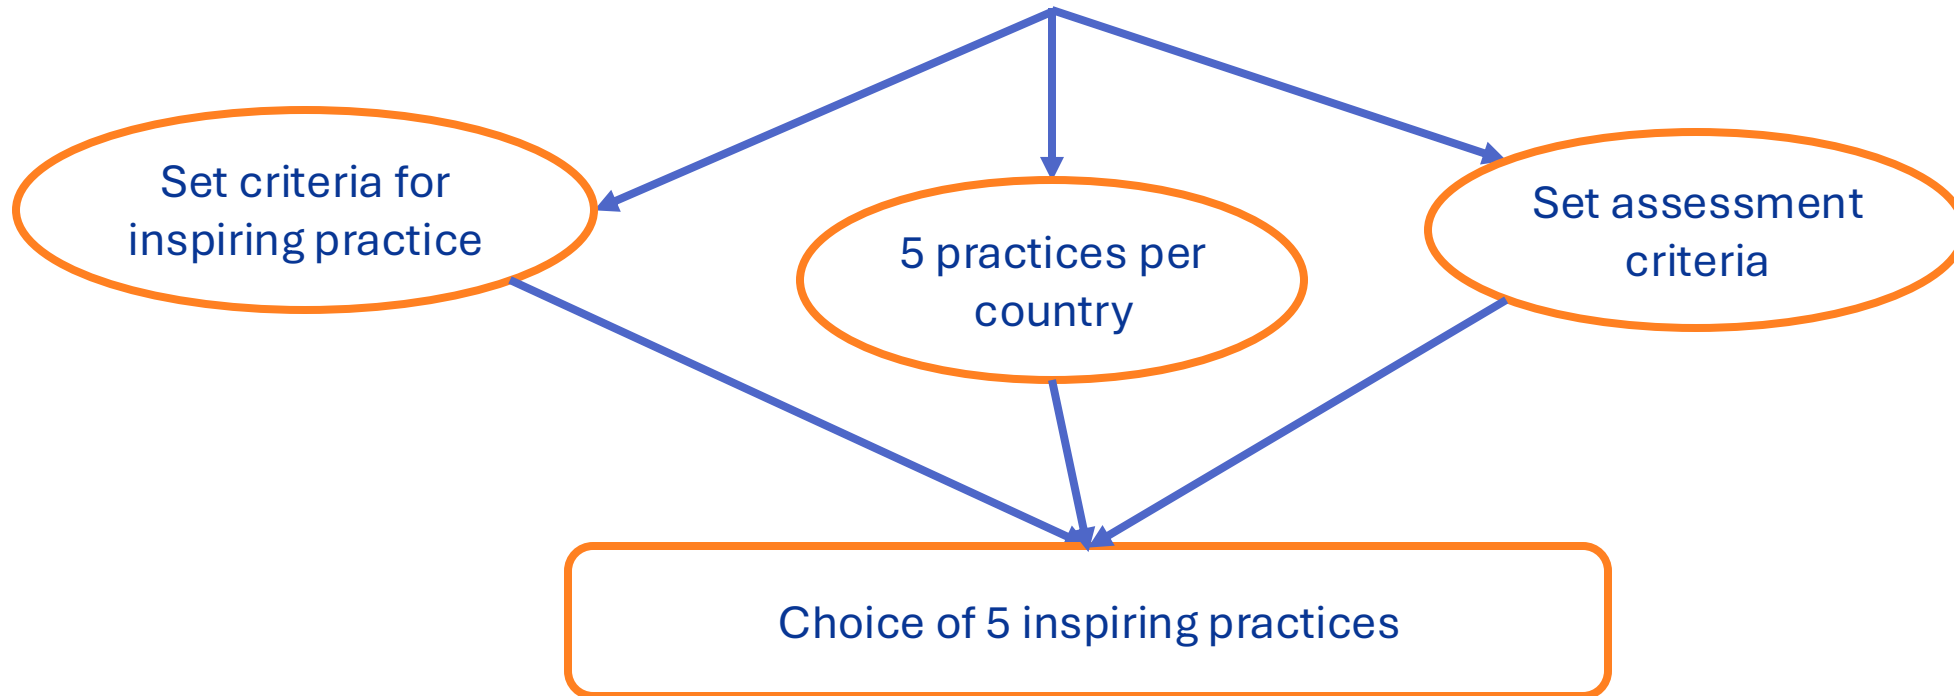 Set criteria for
inspiring practice
5 practices per
country
Set assessment
criteria
Choice of 5 inspiring practices